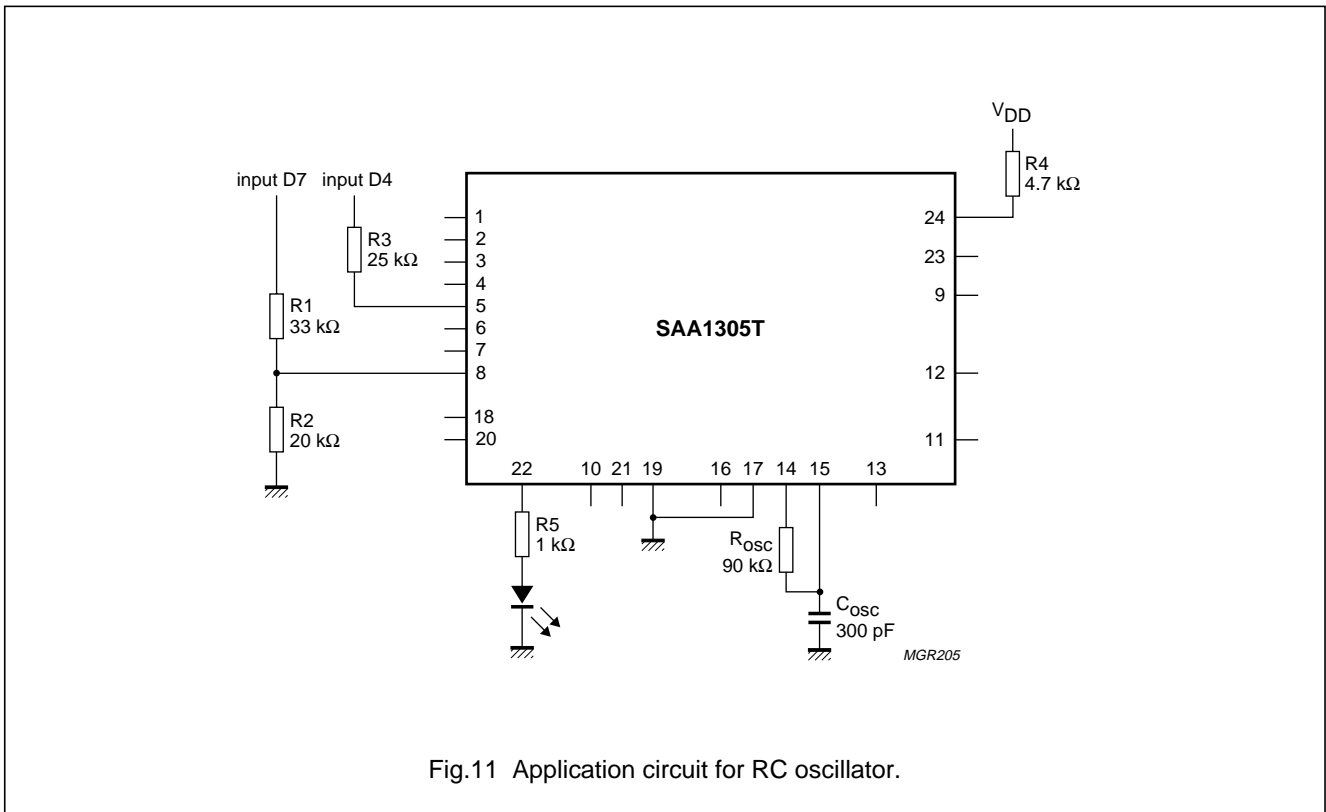 VDD
R4
4.7 kΩ
input D7 input D4
1
2
3
4
5
6
7
8
18
20
R3
25 kΩ
R1
33 kΩ
R2
20 kΩ
SAA1305T
24
23
9
12
11
22 10 21 19 16 17 14 15 13
R5
1 kΩ
Rosc
90 kΩ
Cosc
300 pF
MGR205
Fig.11 Application circuit for RC oscillator.